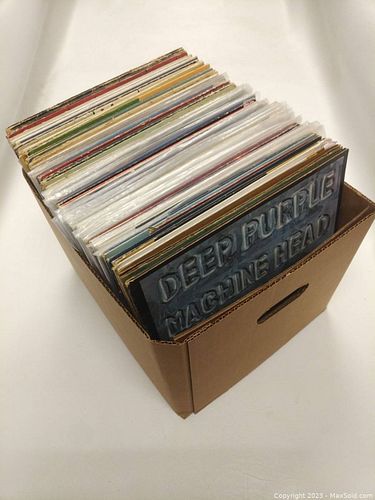 DEEP PURPLE
MACHINE HEAD
Copyright 2023 - MaxSold.com